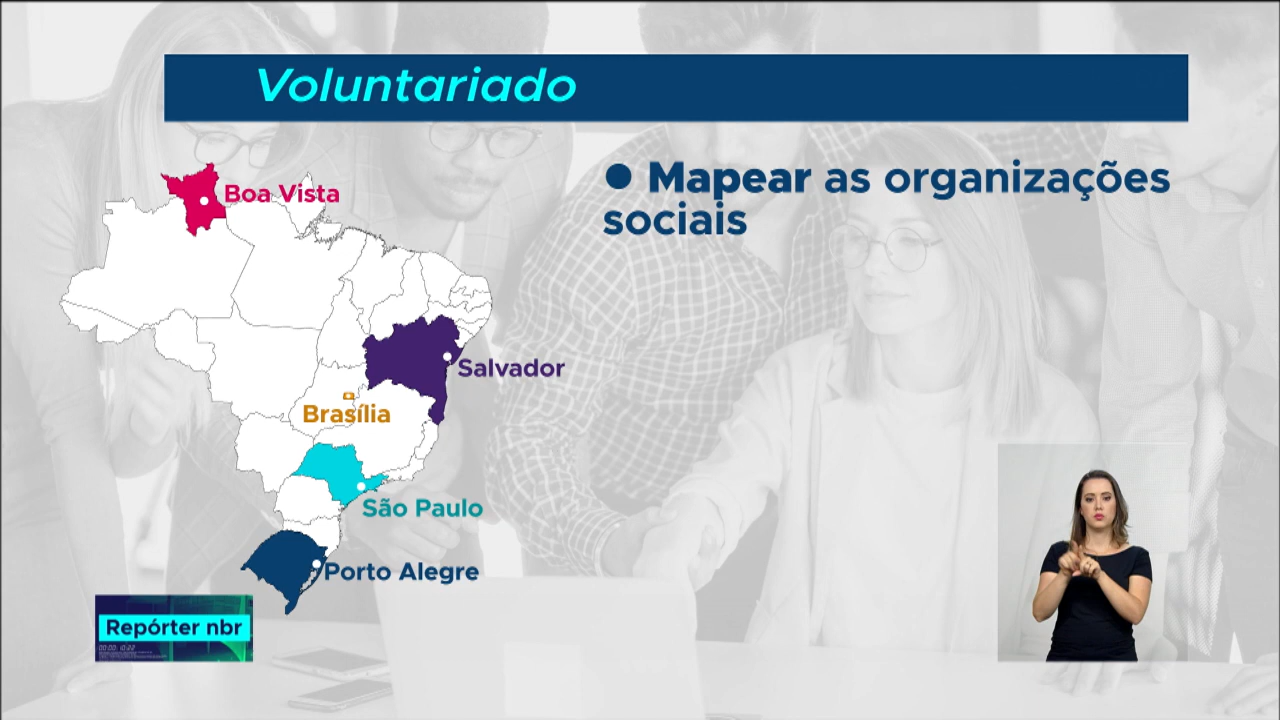 Voluntariado
● Mapear as organizações
sociais
Boa Vista
Salvador
Brasília
São Paulo
Porto Alegre
Repórter nbr